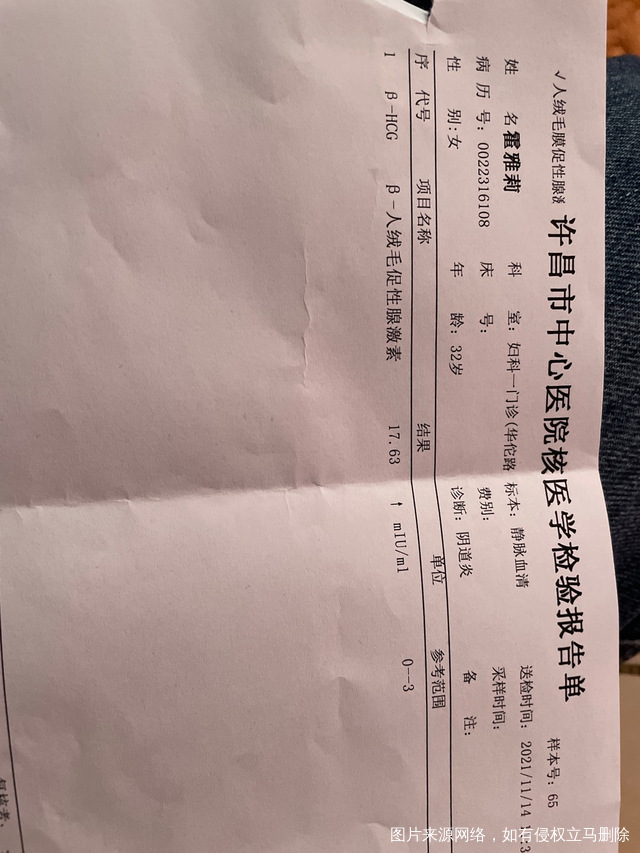 √人绒毛膜促性腺激
许昌市中心医院核医学检验报告单
样本号: 65
姓 名 霍雅莉 科 室: 妇科一门诊(华佗路 标本: 静脉血清 送检时间: 2021/11/14
病 历 号: 0022316108 床 号: 费别: 采样时间:
性 别: 女 年 龄: 32岁 诊断: 阴道炎 备 注:
序 代号 项目名称 结果 单位 参考范围
1 β-HCG β-人绒毛促性腺激素 17.63 ↑ mIU/ml 0--3
图片来源网络，如有侵权立马删除